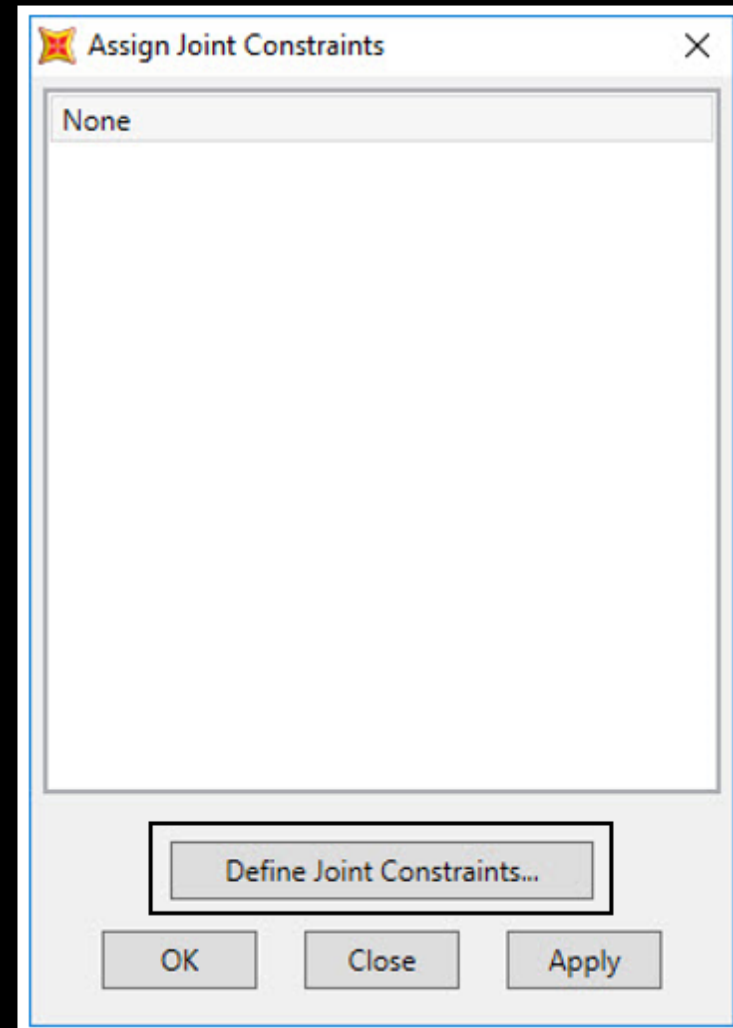 Assign Joint Constraints
None
Define Joint Constraints...
OK Close Apply